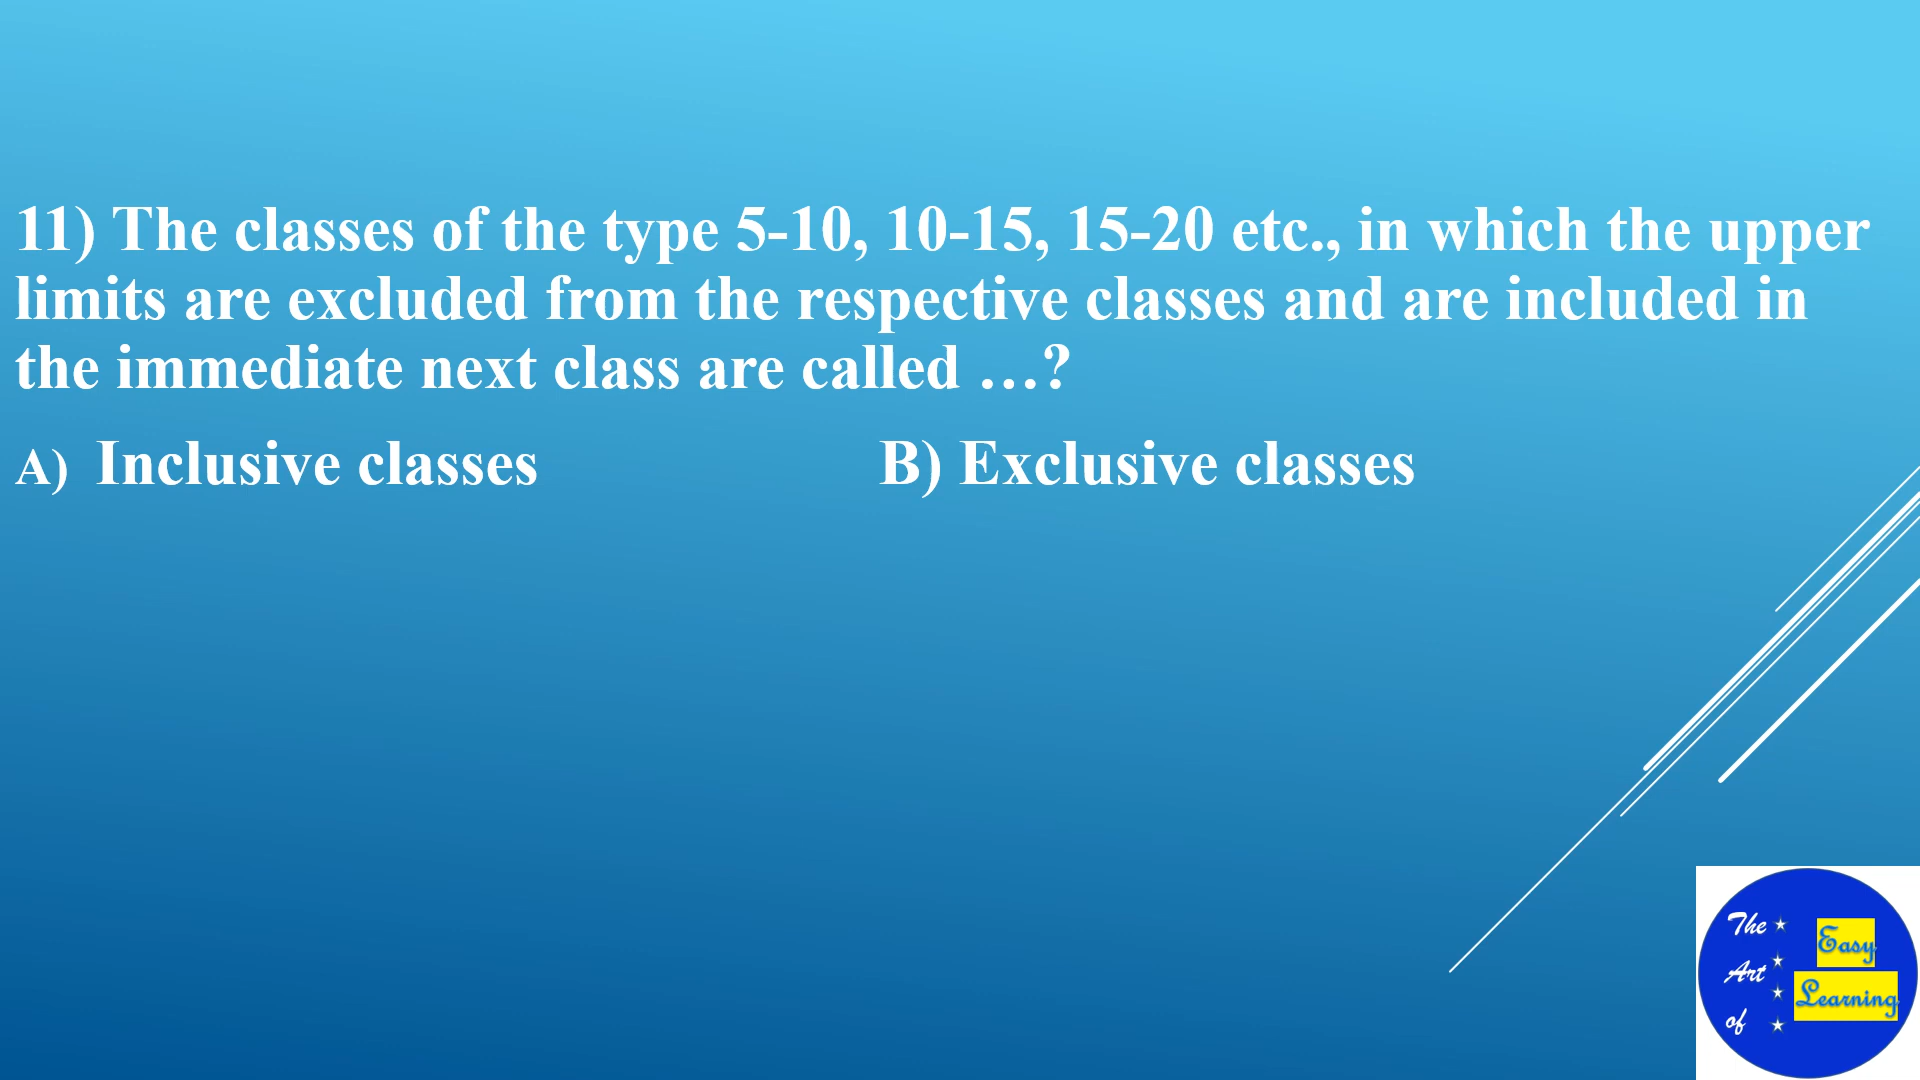 11) The classes of the type 5-10, 10-15, 15-20 etc., in which the upper
limits are excluded from the respective classes and are included in
the immediate next class are called …?
A) Inclusive classes B) Exclusive classes
The
Art
of
Easy
Learning